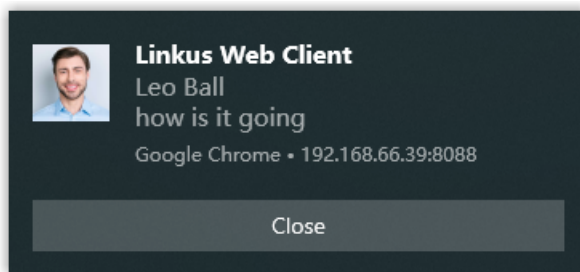 Linkus Web Client
Leo Ball
how is it going
Google Chrome • 192.168.66.39:8088
Close